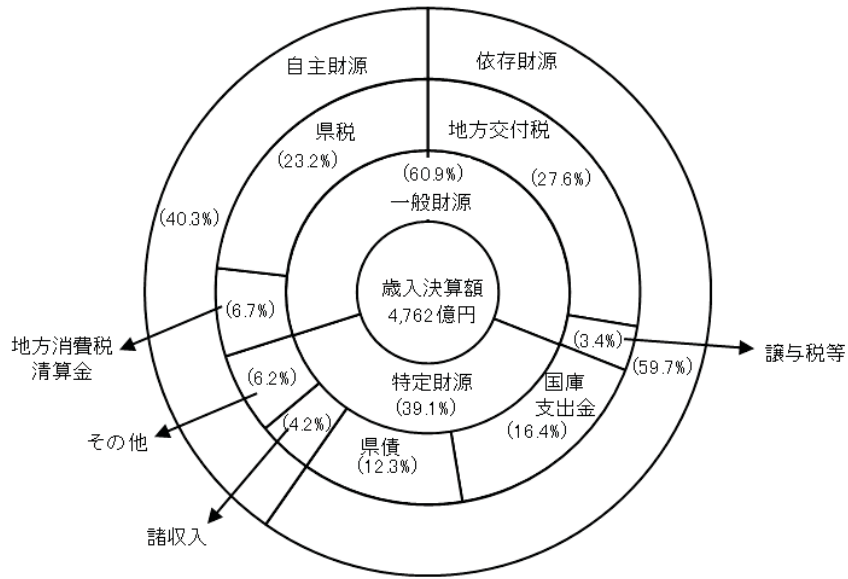 自主財源
依存財源
県税
(23.2%)
地方交付税
(27.6%)
(60.9%)
一般財源
(40.3%)
歳入決算額
4,762億円
(6.7%)
地方消費税
清算金
(3.4%)
譲与税等
(59.7%)
(6.2%)
その他
特定財源
(39.1%)
国庫
支出金
(16.4%)
(4.2%)
諸収入
県債
(12.3%)